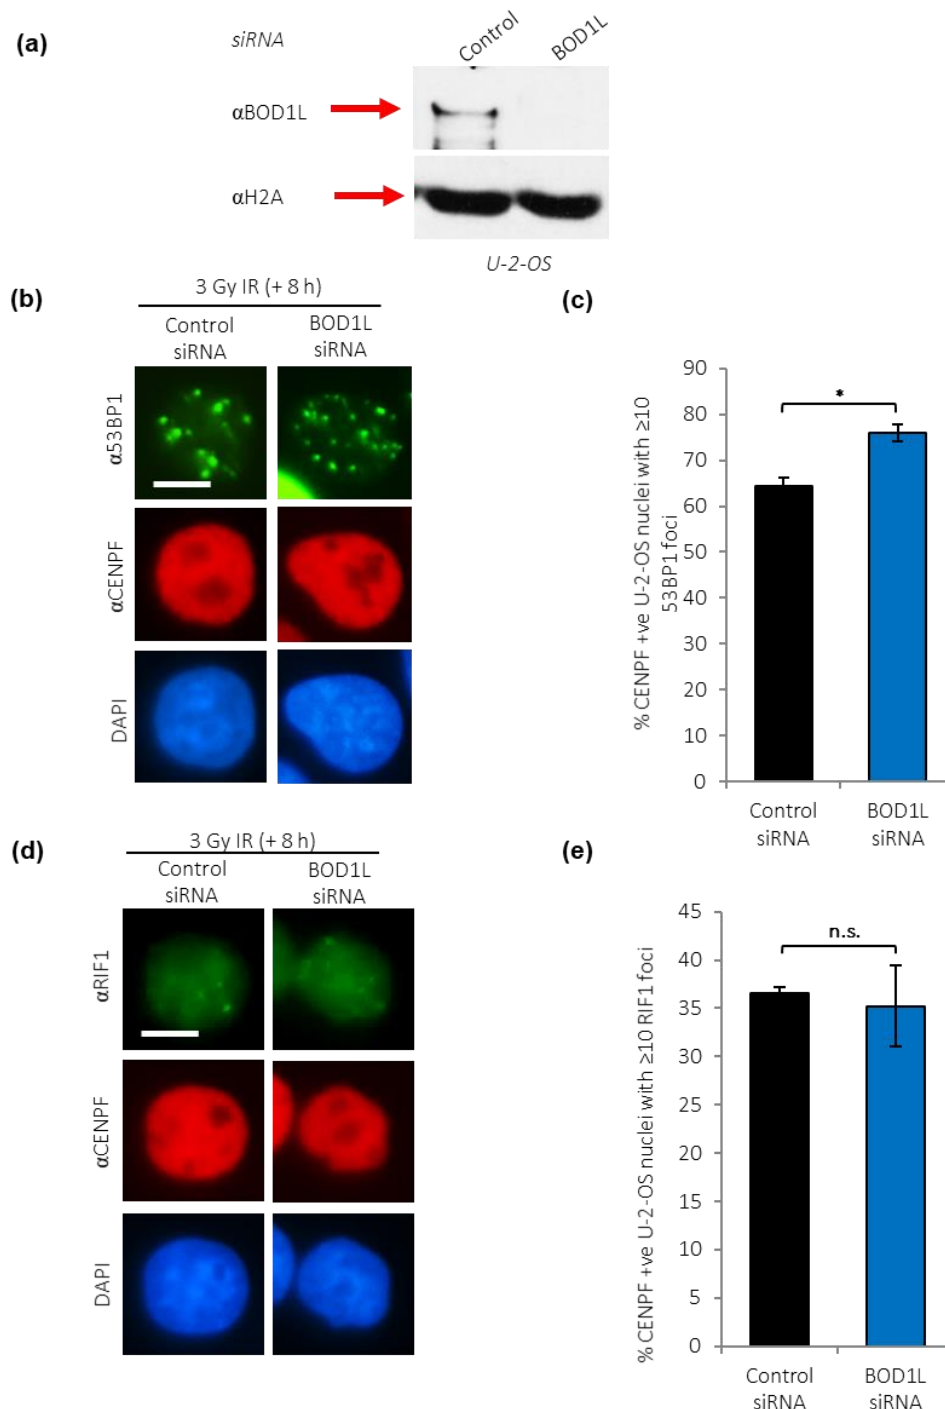 (a)
siRNA
Control
BOD1L
αBOD1L
αH2A
U-2-OS
(b)
3 Gy IR (+ 8 h)
Control
siRNA
BOD1L
siRNA
α53BP1
αCENPF
DAPI
(c)
% CENPF +ve U-2-OS nuclei with ≥10
53BP1 foci
90
80
70
60
50
40
30
20
10
0
*
Control
siRNA
BOD1L
siRNA
(d)
3 Gy IR (+ 8 h)
Control
siRNA
BOD1L
siRNA
αRIF1
αCENPF
DAPI
(e)
% CENPF +ve U-2-OS nuclei with ≥10 RIF1 foci
45
40
35
30
25
20
15
10
5
0
n.s.
Control
siRNA
BOD1L
siRNA